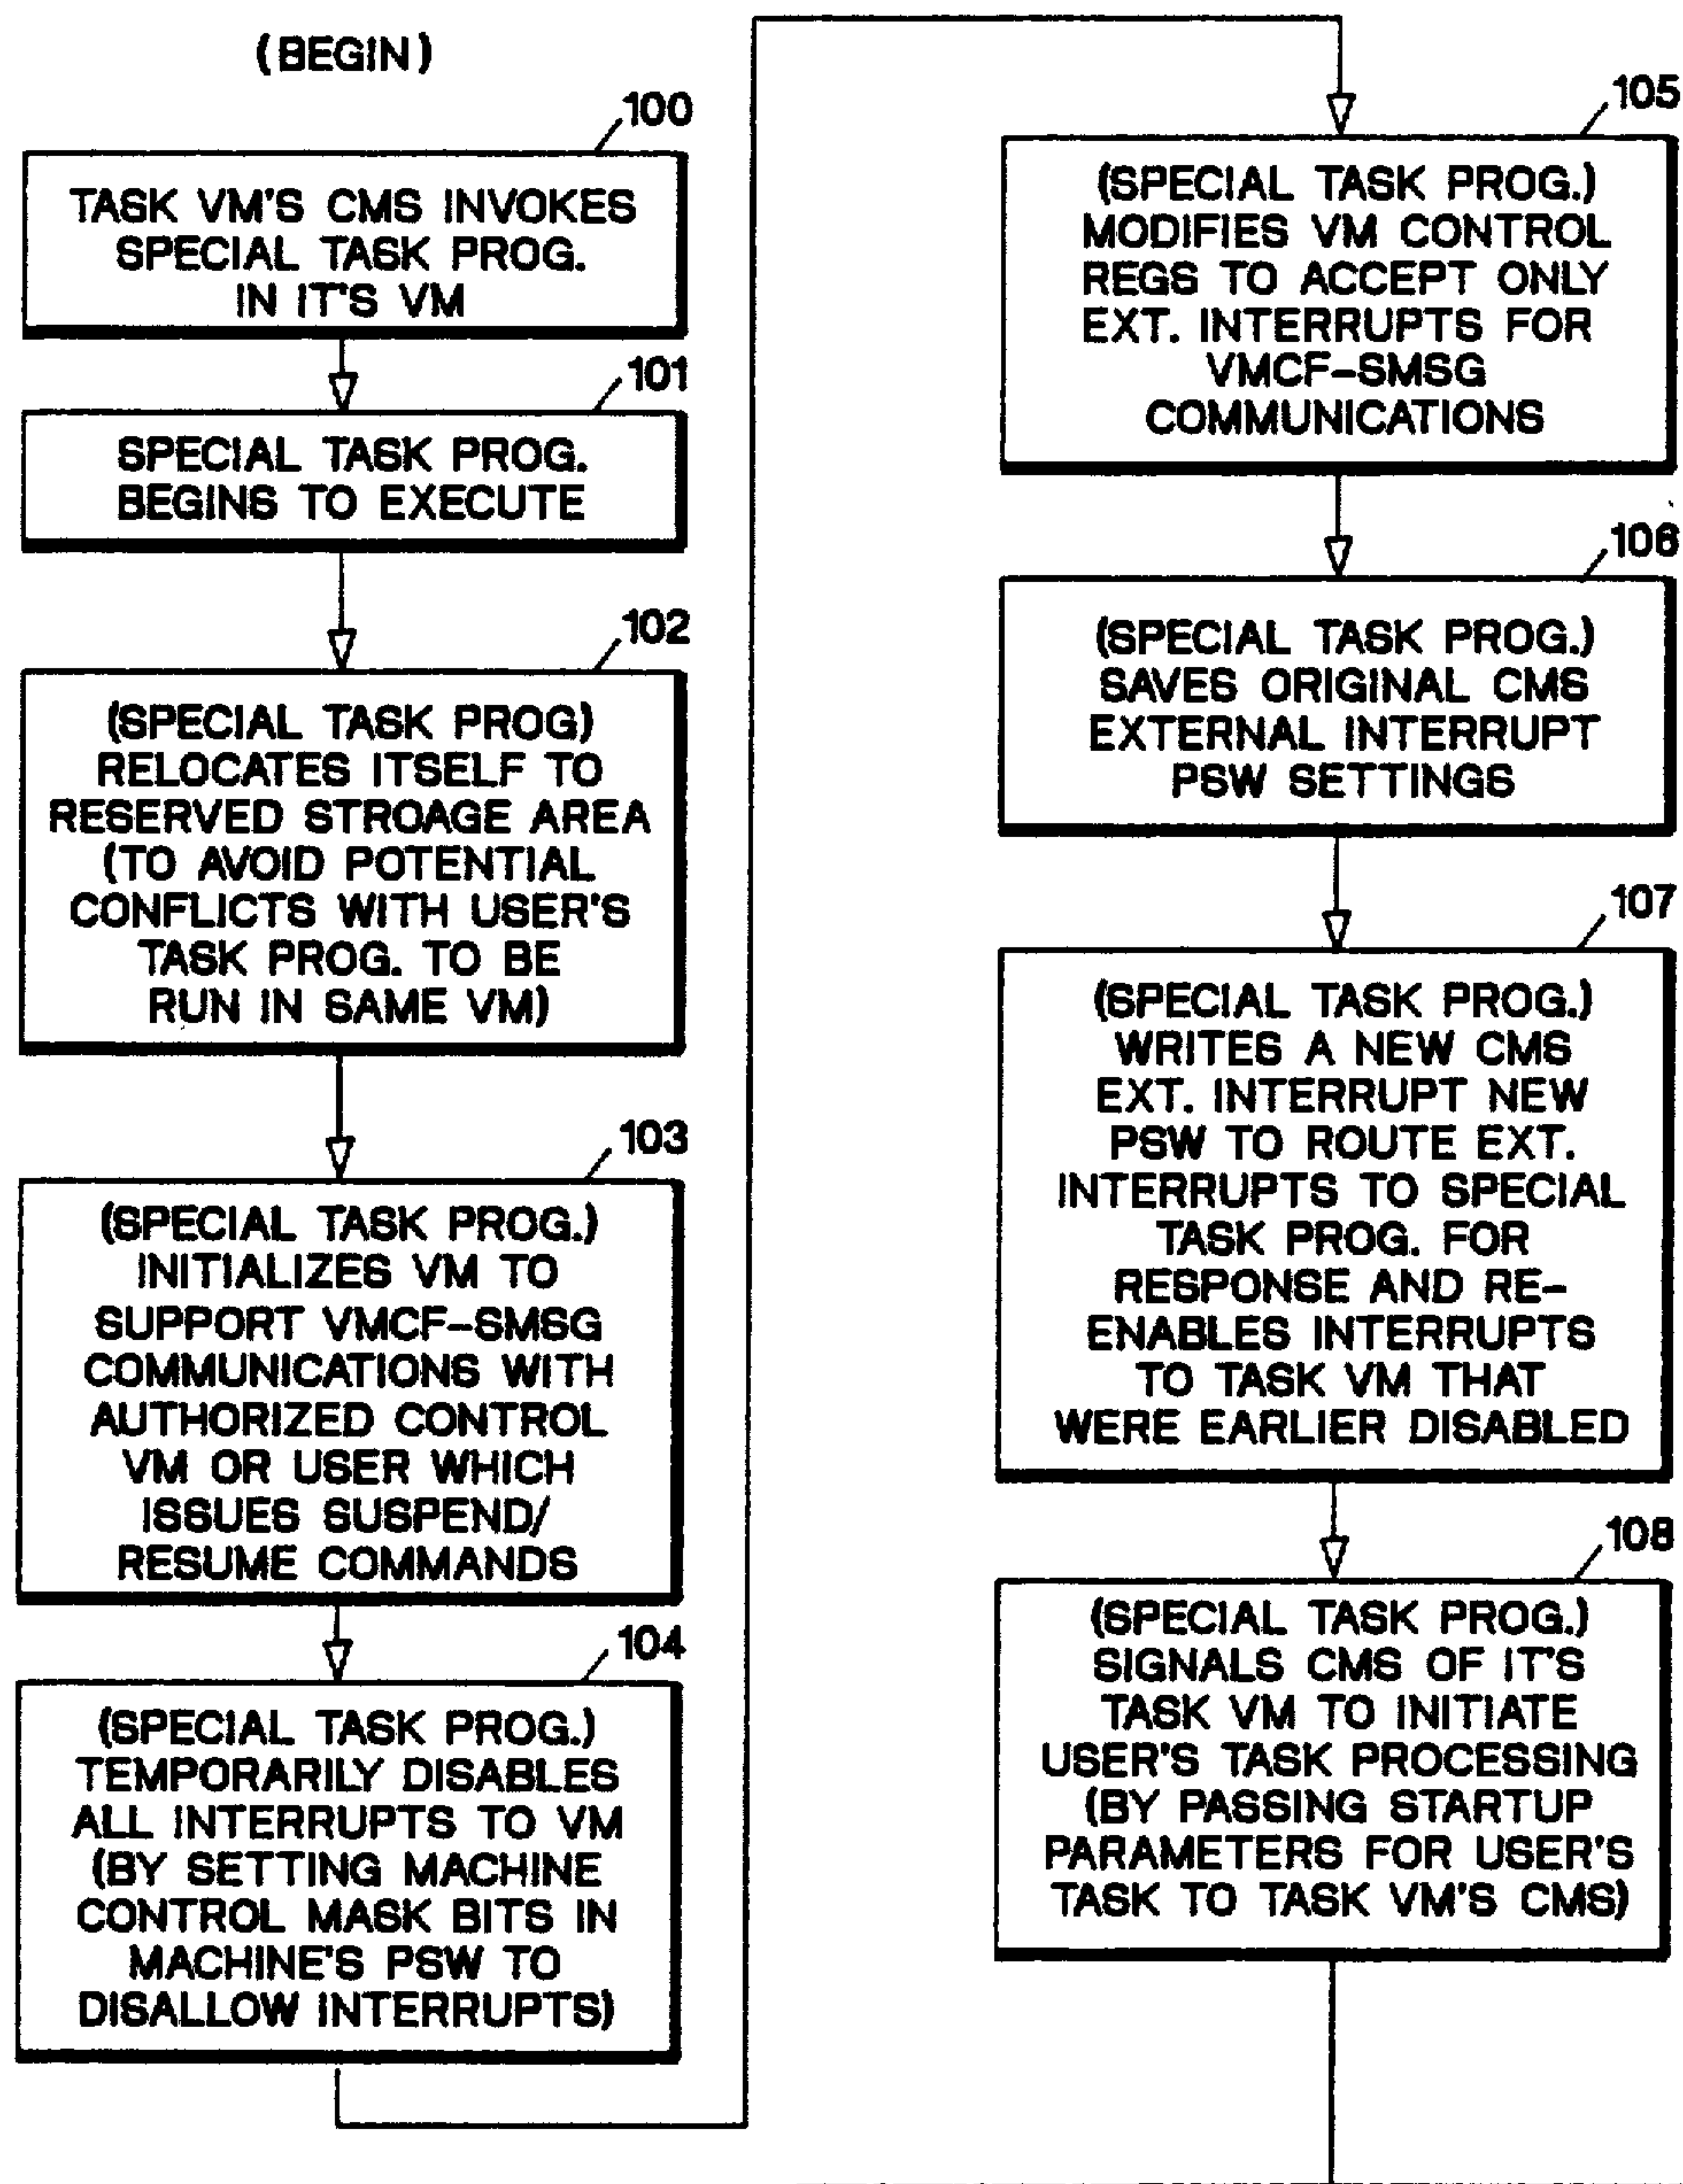 (BEGIN)
100
TASK VM'S CMS INVOKES
SPECIAL TASK PROG.
IN IT'S VM
101
SPECIAL TASK PROG.
BEGINS TO EXECUTE
102
(SPECIAL TASK PROG)
RELOCATES ITSELF TO
RESERVED STROAGE AREA
(TO AVOID POTENTIAL
CONFLICTS WITH USER'S
TASK PROG. TO BE
RUN IN SAME VM)
103
(SPECIAL TASK PROG.)
INITIALIZES VM TO
SUPPORT VMCF-SMSG
COMMUNICATIONS WITH
AUTHORIZED CONTROL
VM OR USER WHICH
ISSUES SUSPEND/
RESUME COMMANDS
104
(SPECIAL TASK PROG.)
TEMPORARILY DISABLES
ALL INTERRUPTS TO VM
(BY SETTING MACHINE
CONTROL MASK BITS IN
MACHINE'S PSW TO
DISALLOW INTERRUPTS)
105
(SPECIAL TASK PROG.)
MODIFIES VM CONTROL
REGS TO ACCEPT ONLY
EXT. INTERRUPTS FOR
VMCF-SMSG
COMMUNICATIONS
106
(SPECIAL TASK PROG.)
SAVES ORIGINAL CMS
EXTERNAL INTERRUPT
PSW SETTINGS
107
(SPECIAL TASK PROG.)
WRITES A NEW CMS
EXT. INTERRUPT NEW
PSW TO ROUTE EXT.
INTERRUPTS TO SPECIAL
TASK PROG. FOR
RESPONSE AND RE-
ENABLES INTERRUPTS
TO TASK VM THAT
WERE EARLIER DISABLED
108
(SPECIAL TASK PROG.)
SIGNALS CMS OF IT'S
TASK VM TO INITIATE
USER'S TASK PROCESSING
(BY PASSING STARTUP
PARAMETERS FOR USER'S
TASK TO TASK VM'S CMS)